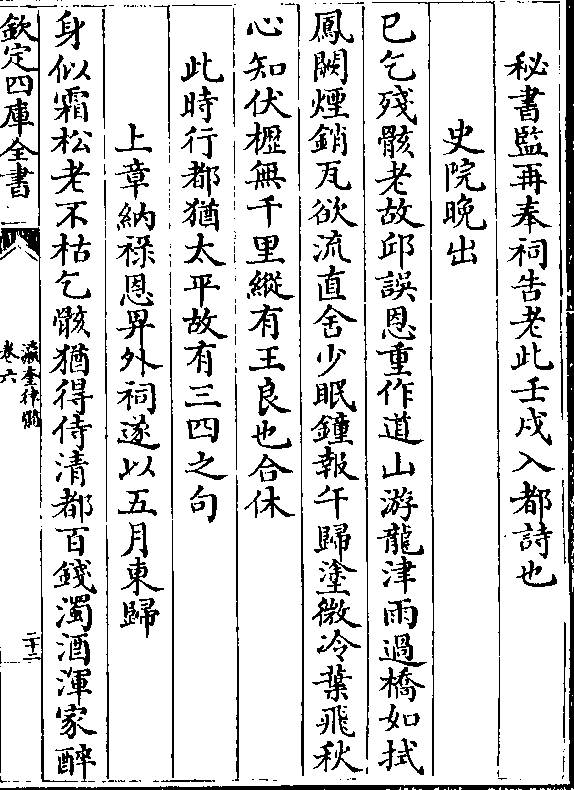 秘書監再奉祠告老此壬戌入都詩也
史院晚出
已乞殘骸老故邱誤恩重作道山游龍津雨過橋如拭
鳳闕煙銷瓦欲流直舍少眠鐘報午歸塗微冷葉飛秋
心知伏櫪無千里縱有王良也合休
此時行都猶太平故有三四之句
上章納祿恩畀外祠遂以五月東歸
身似霜松老不枯乞骸猶得侍清都百錢濁酒渾家醉
欽定四庫全書
瀛奎律髓
卷六
二十二